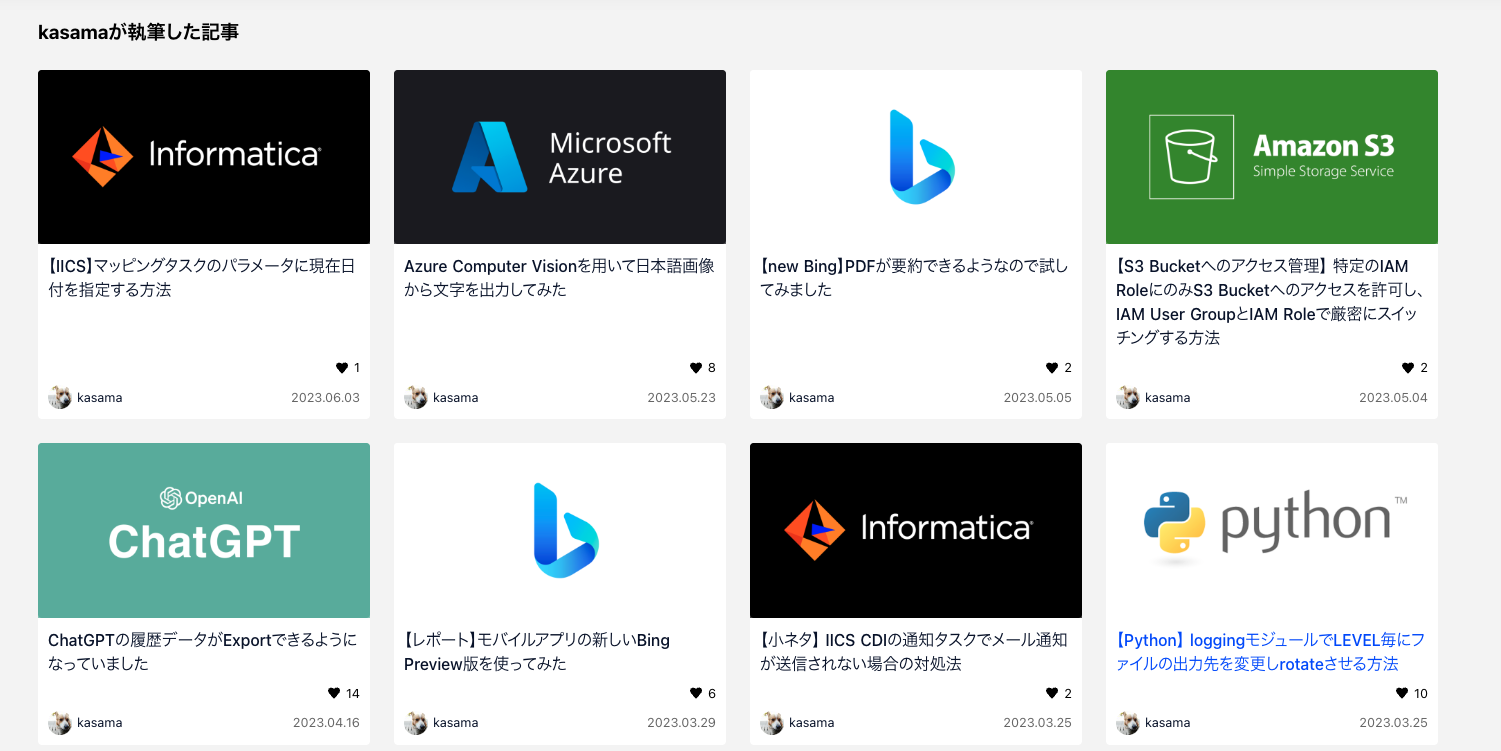 kasamaが執筆した記事
Informatica
Microsoft
Azure
Amazon S3
Simple Storage Service
【IICS】マッピングタスクのパラメータに現在日
付を指定する方法
1
kasama
2023.06.03
Azure Computer Visionを用いて日本語画像
から文字を出力してみた
8
kasama
2023.05.23
【new Bing】PDFが要約できるようなので試し
てみました
2
kasama
2023.05.05
【S3 Bucketへのアクセス管理】 特定のIAM
RoleにのみS3 Bucketへのアクセスを許可し、
IAM User GroupとIAM Roleで厳密にスイッ
チングする方法
2
kasama
2023.05.04
OpenAI
ChatGPT
Informatica
python™
ChatGPTの履歴データがExportできるように
なっていました
14
kasama
2023.04.16
【レポート】モバイルアプリの新しいBing
Preview版を使ってみた
6
kasama
2023.03.29
【小ネタ】 IICS CDIの通知タスクでメール通知
が送信されない場合の対処法
2
kasama
2023.03.25
【Python】 loggingモジュールでLEVEL毎にフ
ァイルの出力先を変更しrotateさせる方法
10
kasama
2023.03.25